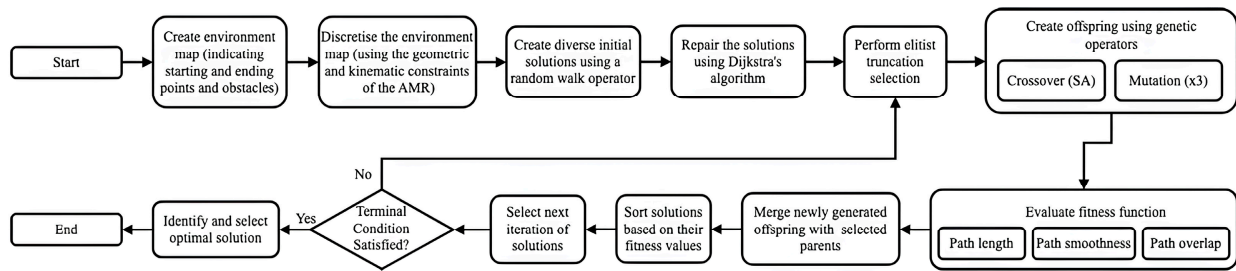 Start
Create environment
map (indicating
starting and ending
points and obstacles)
Discretise the environment
map (using the geometric
and kinematic constraints
of the AMR)
Create diverse initial
solutions using a
random walk operator
Repair the solutions
using Dijkstra's
algorithm
Perform elitist
truncation
selection
Create offspring using genetic
operators
Crossover (SA)
Mutation (x3)
Evaluate fitness function
Path length
Path smoothness
Path overlap
Merge newly generated
offspring with selected
parents
Sort solutions
based on their
fitness values
Select next
iteration of
solutions
Terminal
Condition
Satisfied?
No
Yes
Identify and select
optimal solution
End